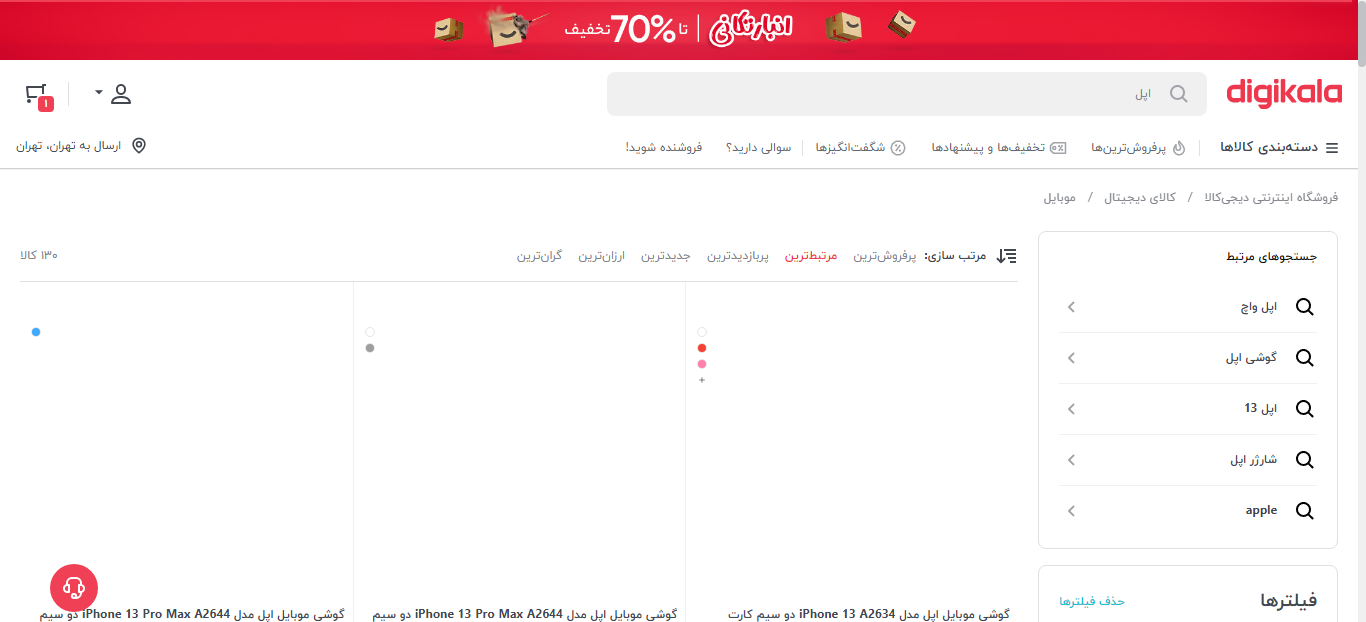 انبارتکانی تا 70% تخفیف
digikala
اپل
۱
دسته‌بندی کالاها
پرفروش‌ترین‌ها
تخفیف‌ها و پیشنهادها
شگفت‌انگیزها
سوالی دارید؟
فروشنده شوید!
ارسال به تهران، تهران
فروشگاه اینترنتی دیجی‌کالا / کالای دیجیتال / موبایل
جستجوهای مرتبط
اپل واچ
گوشی اپل
اپل 13
شارژر اپل
apple
فیلترها
حذف فیلترها
مرتب سازی: پرفروش‌ترین مرتبط‌ترین پربازدیدترین جدیدترین ارزان‌ترین گران‌ترین
۱۳۰ کالا
+
گوشی موبایل اپل مدل iPhone 13 A2634 دو سیم‌ کارت
گوشی موبایل اپل مدل iPhone 13 Pro Max A2644 دو سیم
گوشی موبایل اپل مدل iPhone 13 Pro Max A2644 دو سیم